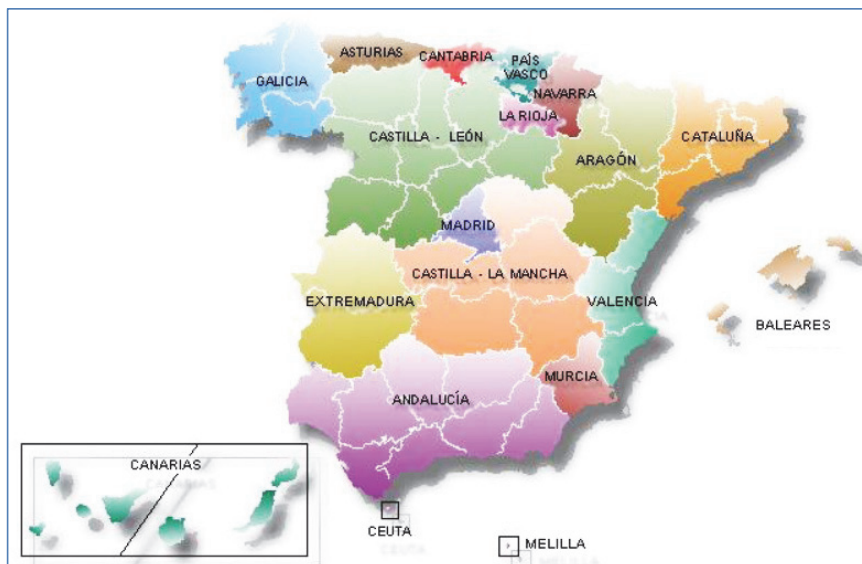 ASTURIAS
CANTABRIA
PAÍS
VASCO
GALICIA
NAVARRA
LA RIOJA
CASTILLA - LEÓN
CATALUÑA
ARAGÓN
MADRID
CASTILLA - LA MANCHA
EXTREMADURA
VALENCIA
BALEARES
MURCIA
ANDALUCÍA
CANARIAS
CEUTA
MELILLA